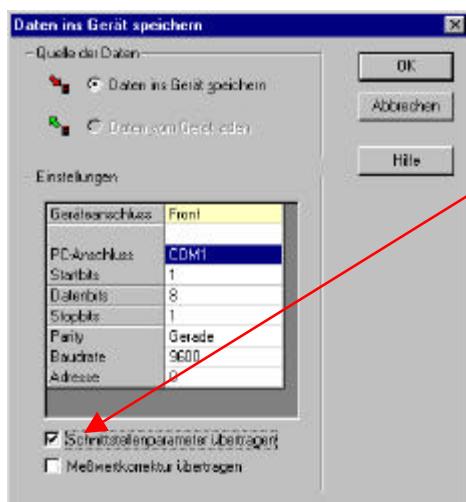 Daten ins Gerät speichern
Quelle der Daten
Daten ins Gerät speichern
Daten vom Gerät laden
OK
Abbrechen
Hilfe
Einstellungen
Geräteanschluss Front
PC-Anschluss COM1
Startbits 1
Datenbits 8
Stopbits 1
Parity Gerade
Baudrate 9600
Adresse 0
Schnittstellenparameter übertragen
Meßwertkorrektur übertragen